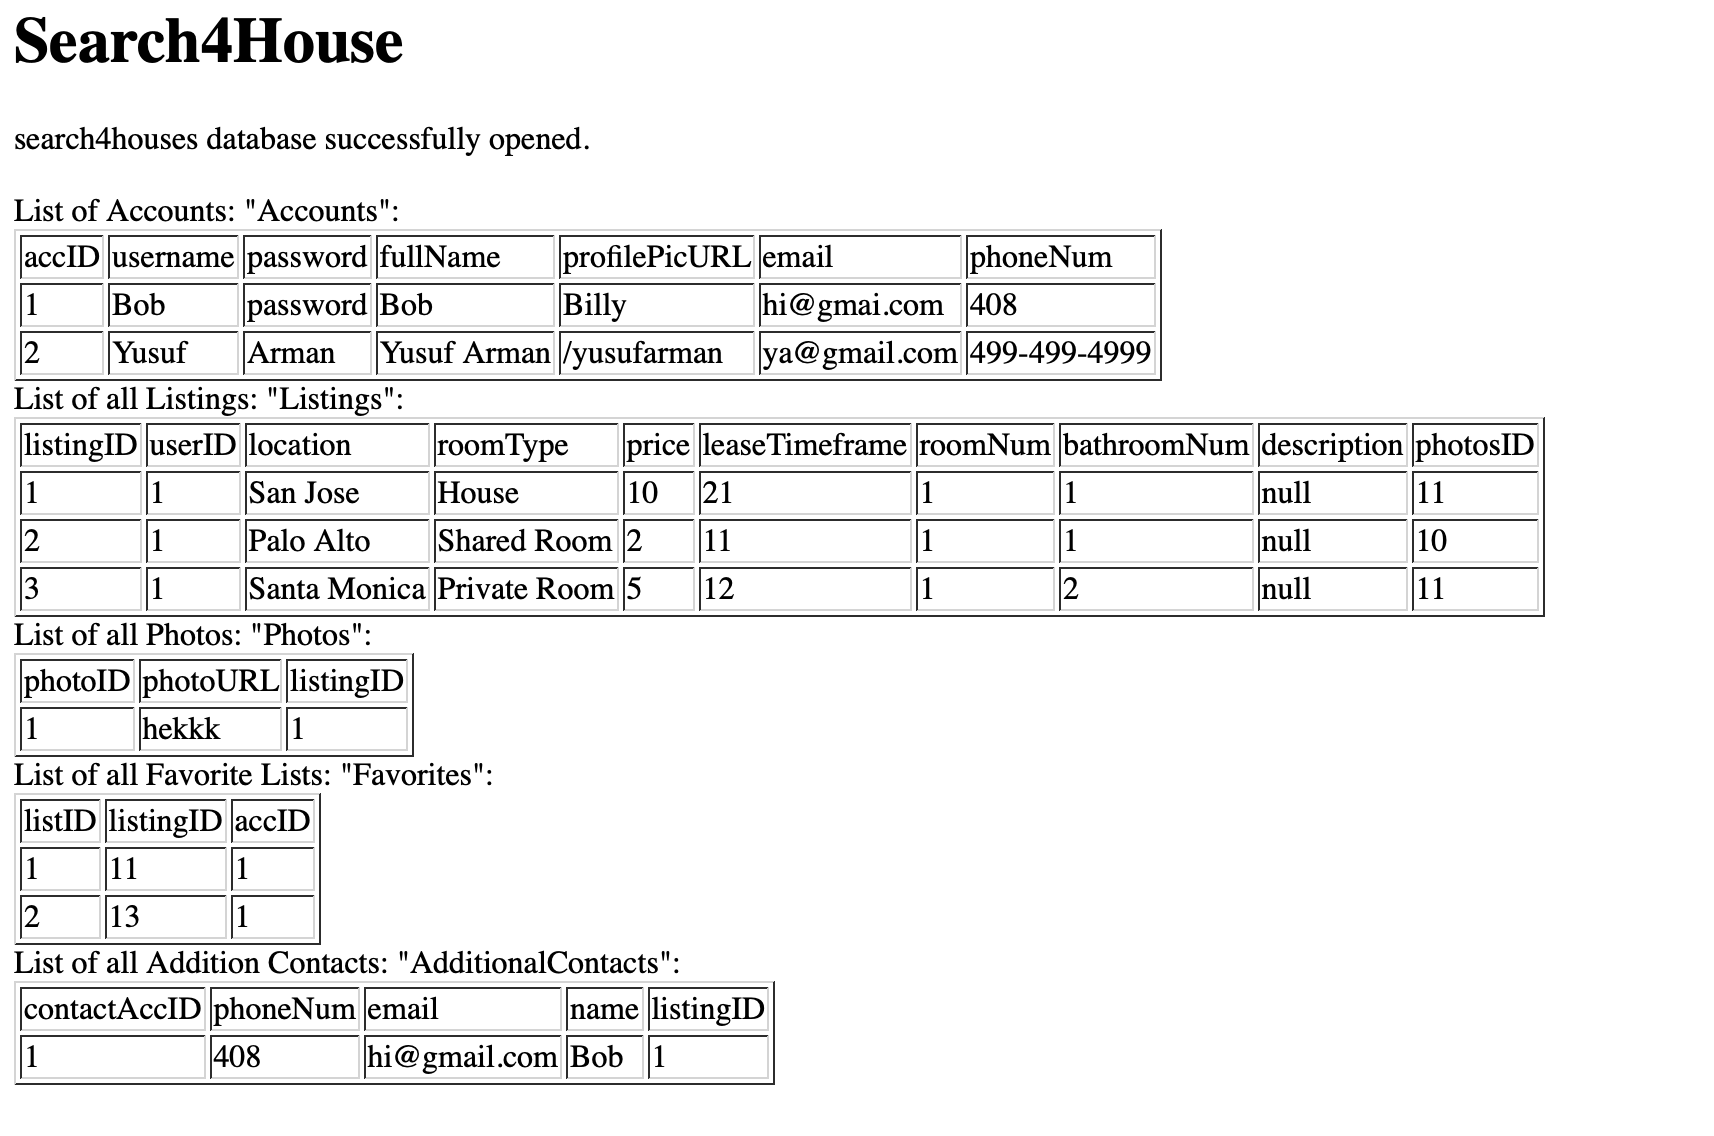 Search4House
search4houses database successfully opened.
List of Accounts: "Accounts":
accID username password fullName profilePicURL email phoneNum
1 Bob password Bob Billy hi@gmai.com 408
2 Yusuf Arman Yusuf Arman /yusufarman ya@gmail.com 499-499-4999
List of all Listings: "Listings":
listingID userID location roomType price leaseTimeframe roomNum bathroomNum description photosID
1 1 San Jose House 10 21 1 1 null 11
2 1 Palo Alto Shared Room 2 11 1 1 null 10
3 1 Santa Monica Private Room 5 12 1 2 null 11
List of all Photos: "Photos":
photoID photoURL listingID
1 hekkk 1
List of all Favorite Lists: "Favorites":
listID listingID accID
1 11 1
2 13 1
List of all Addition Contacts: "AdditionalContacts":
contactAccID phoneNum email name listingID
1 408 hi@gmail.com Bob 1